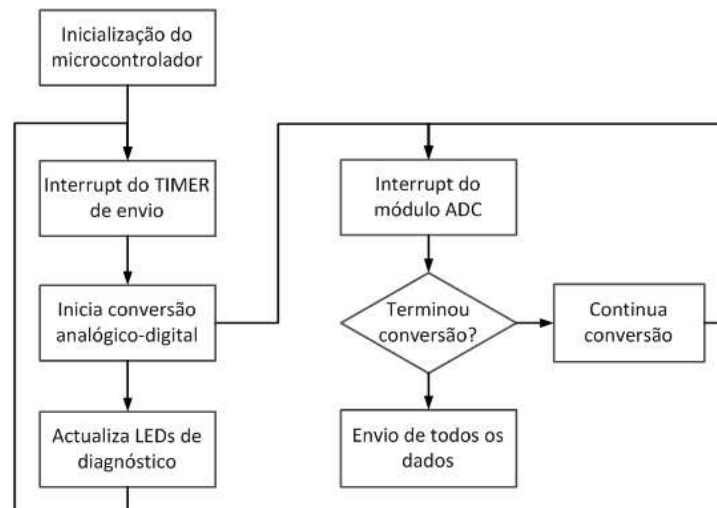 Inicialização do
microcontrolador
Interrupt do TIMER
de envio
Inicia conversão
analógico-digital
Actualiza LEDs de
diagnóstico
Interrupt do
módulo ADC
Terminou
conversão?
Continua
conversão
Envio de todos os
dados